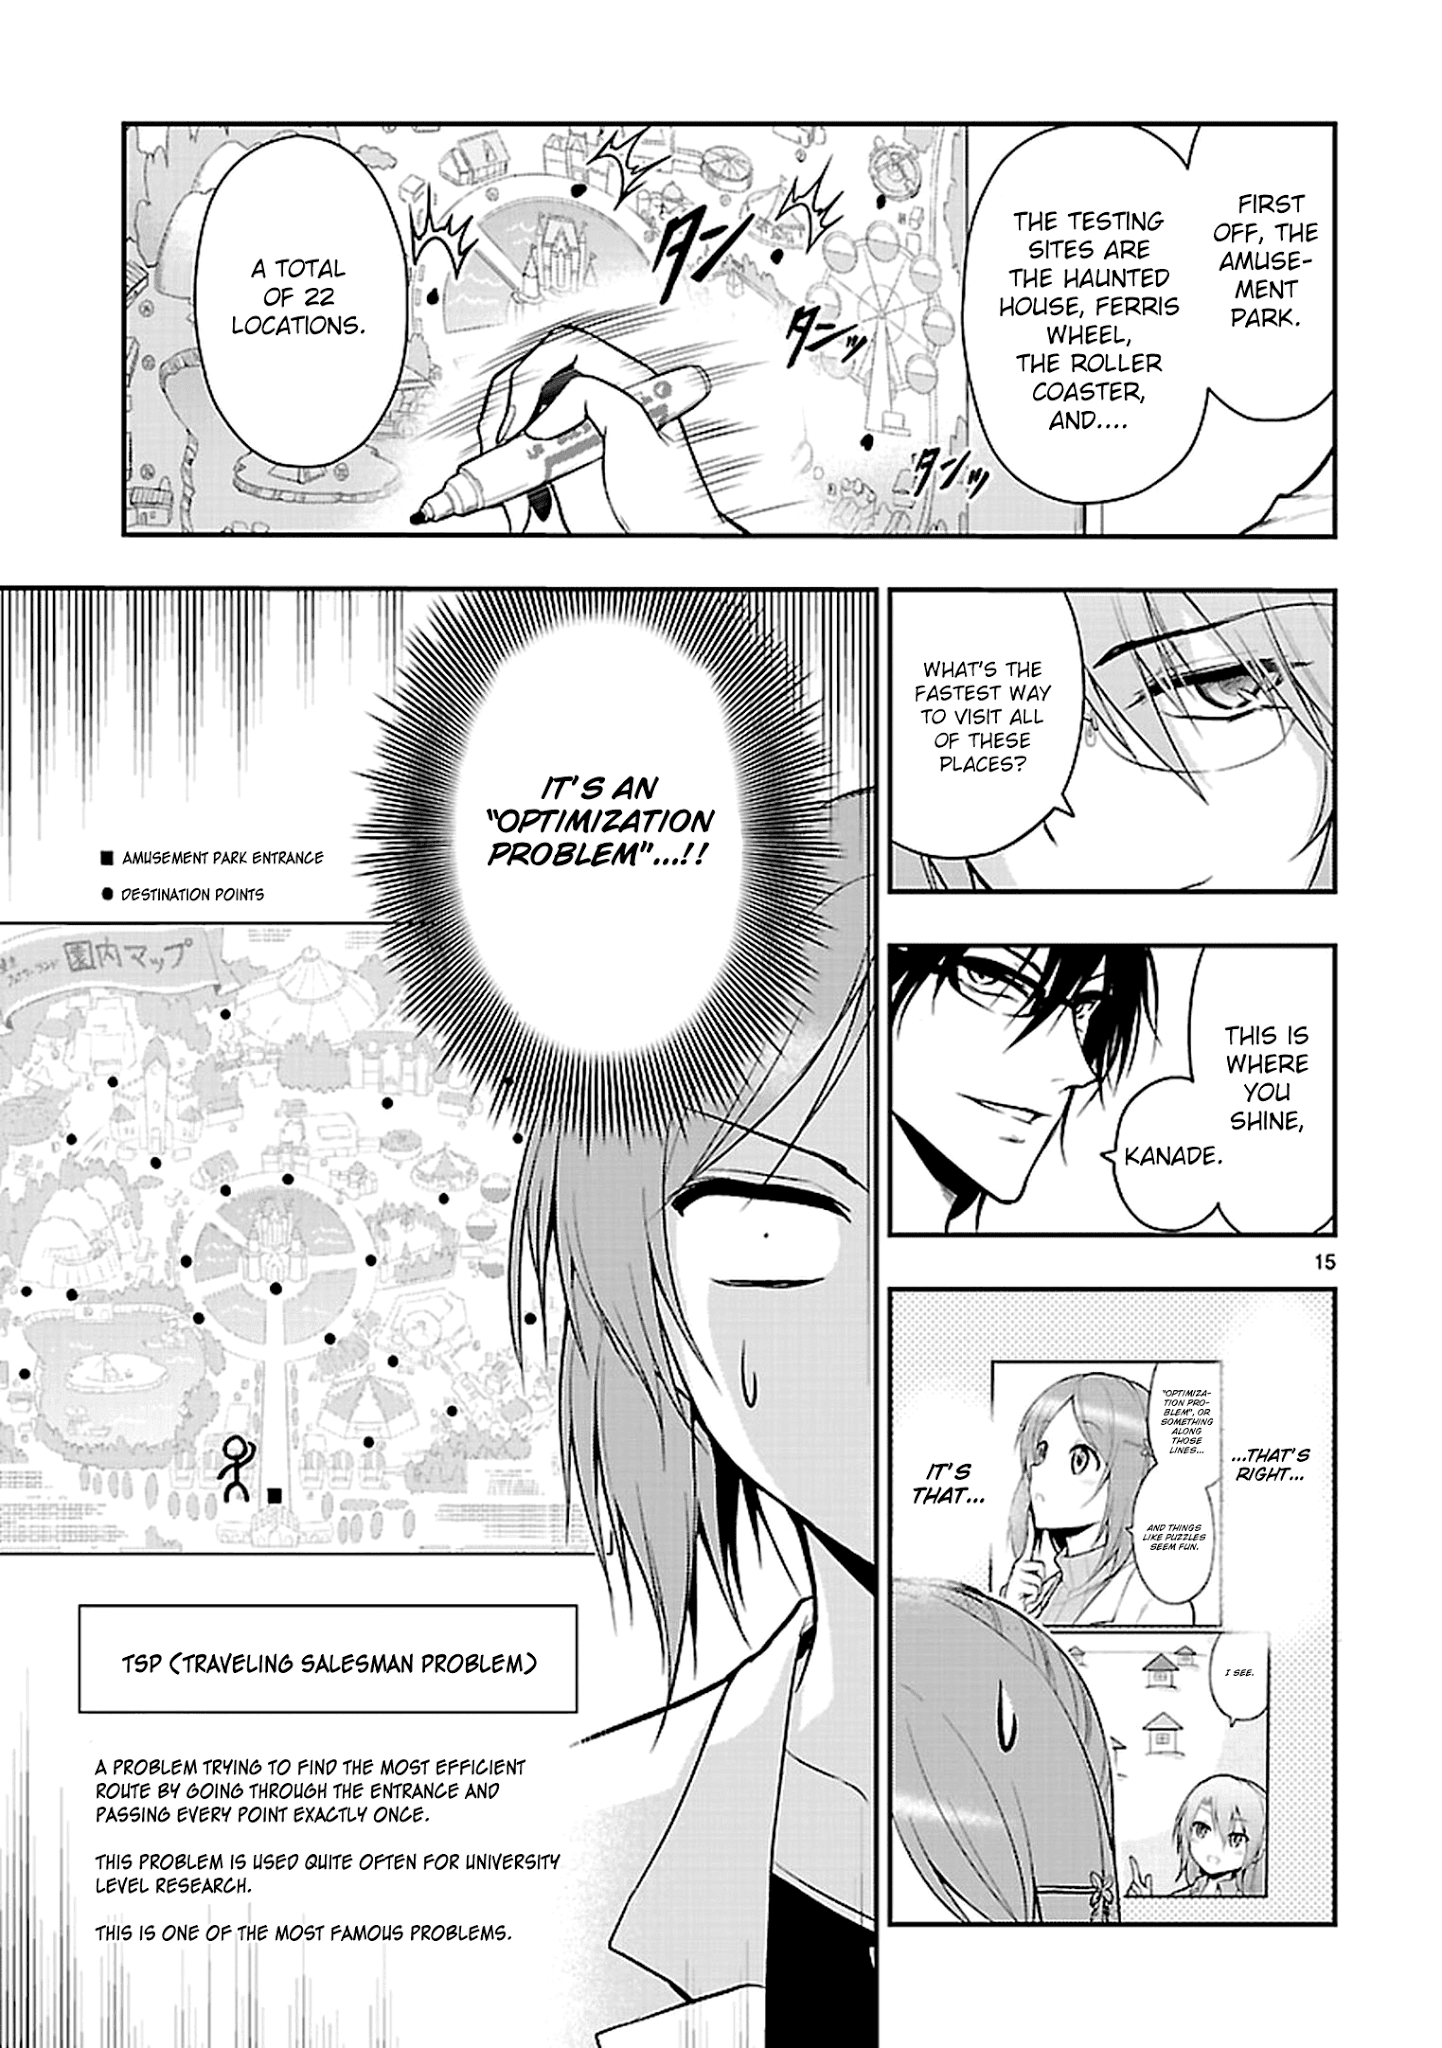 FIRST
OFF, THE
AMUSE-
MENT
PARK.
THE TESTING
SITES ARE
THE HAUNTED
HOUSE, FERRIS
WHEEL,
THE ROLLER
COASTER,
AND....
A TOTAL
OF 22
LOCATIONS.
タン
タンッ
タンッ
WHAT'S THE
FASTEST WAY
TO VISIT ALL
OF THESE
PLACES?
THIS IS
WHERE
YOU
SHINE,
KANADE.
15
...THAT'S
RIGHT...
"OPTIMIZA-
TION PRO-
BLEM", OR
SOMETHING
ALONG
THOSE
LINES...
AND THINGS
LIKE PUZZLES
SEEM FUN.
I SEE.
IT'S
THAT...
IT'S AN
"OPTIMIZATION
PROBLEM"...!!
■ AMUSEMENT PARK ENTRANCE
● DESTINATION POINTS
園内マップ
TSP (TRAVELING SALESMAN PROBLEM)
A PROBLEM TRYING TO FIND THE MOST EFFICIENT
ROUTE BY GOING THROUGH THE ENTRANCE AND
PASSING EVERY POINT EXACTLY ONCE.
THIS PROBLEM IS USED QUITE OFTEN FOR UNIVERSITY
LEVEL RESEARCH.
THIS IS ONE OF THE MOST FAMOUS PROBLEMS.